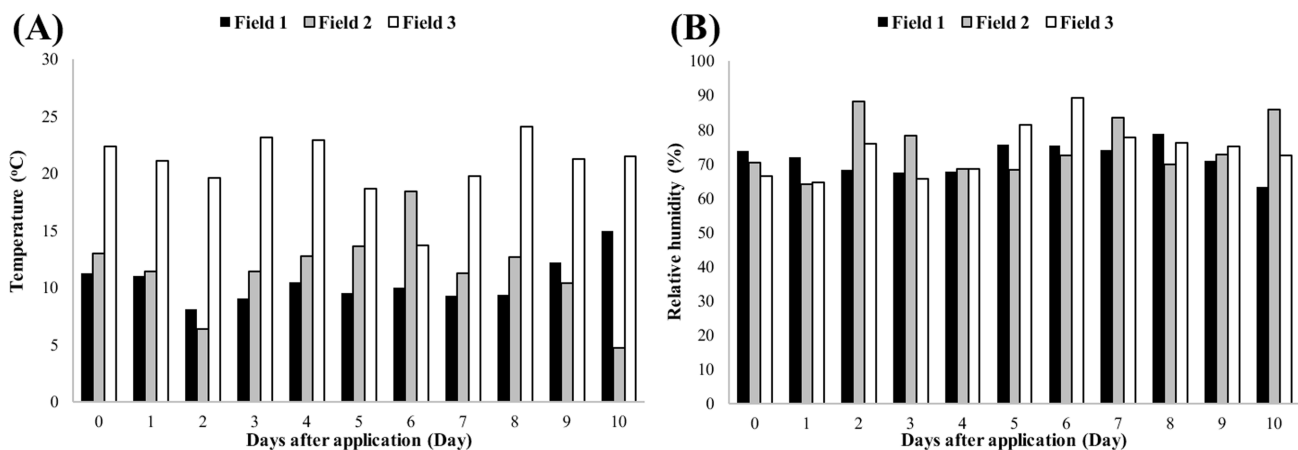 (A)
Field 1 Field 2 Field 3
Temperature (ºC)
30
25
20
15
10
5
0
0 1 2 3 4 5 6 7 8 9 10
Days after application (Day)
(B)
Field 1 Field 2 Field 3
Relative humidity (%)
100
90
80
70
60
50
40
30
20
10
0
0 1 2 3 4 5 6 7 8 9 10
Days after application (Day)